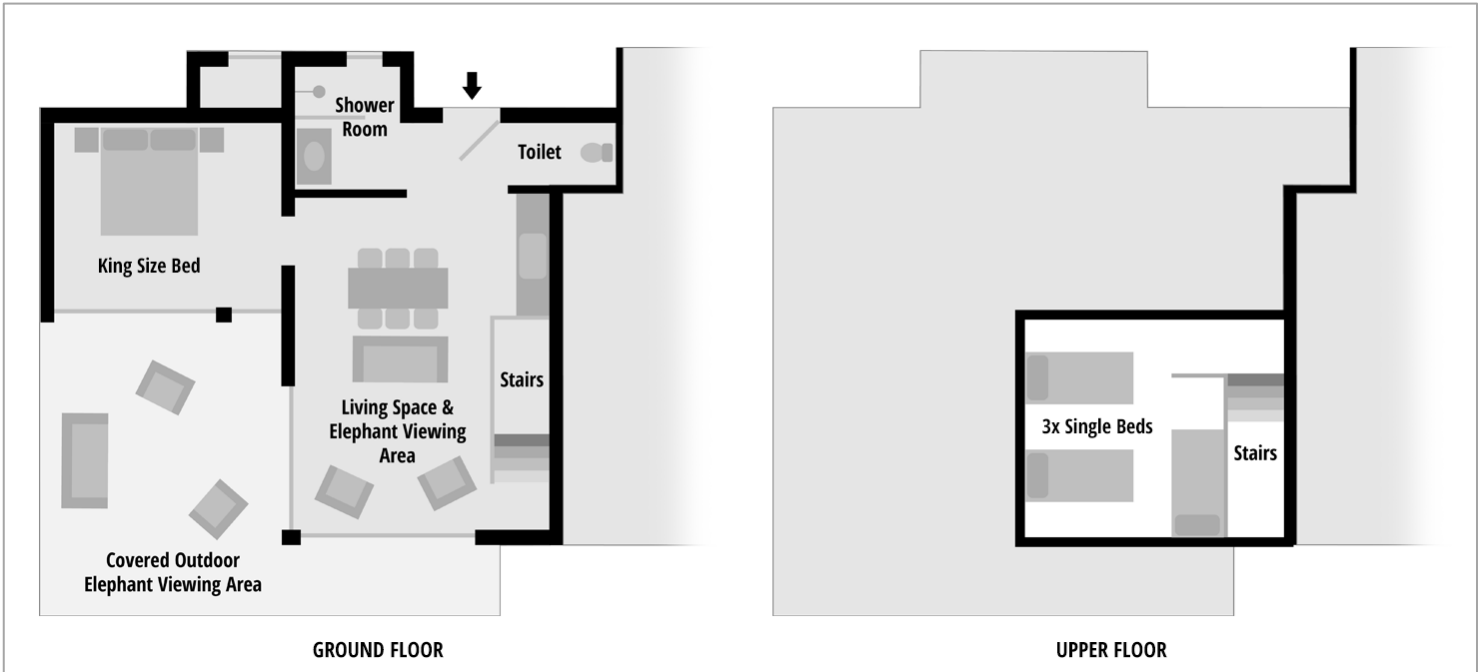 Shower
Room
Toilet
King Size Bed
Stairs
Living Space &
Elephant Viewing
Area
Covered Outdoor
Elephant Viewing Area
GROUND FLOOR
3x Single Beds
Stairs
UPPER FLOOR